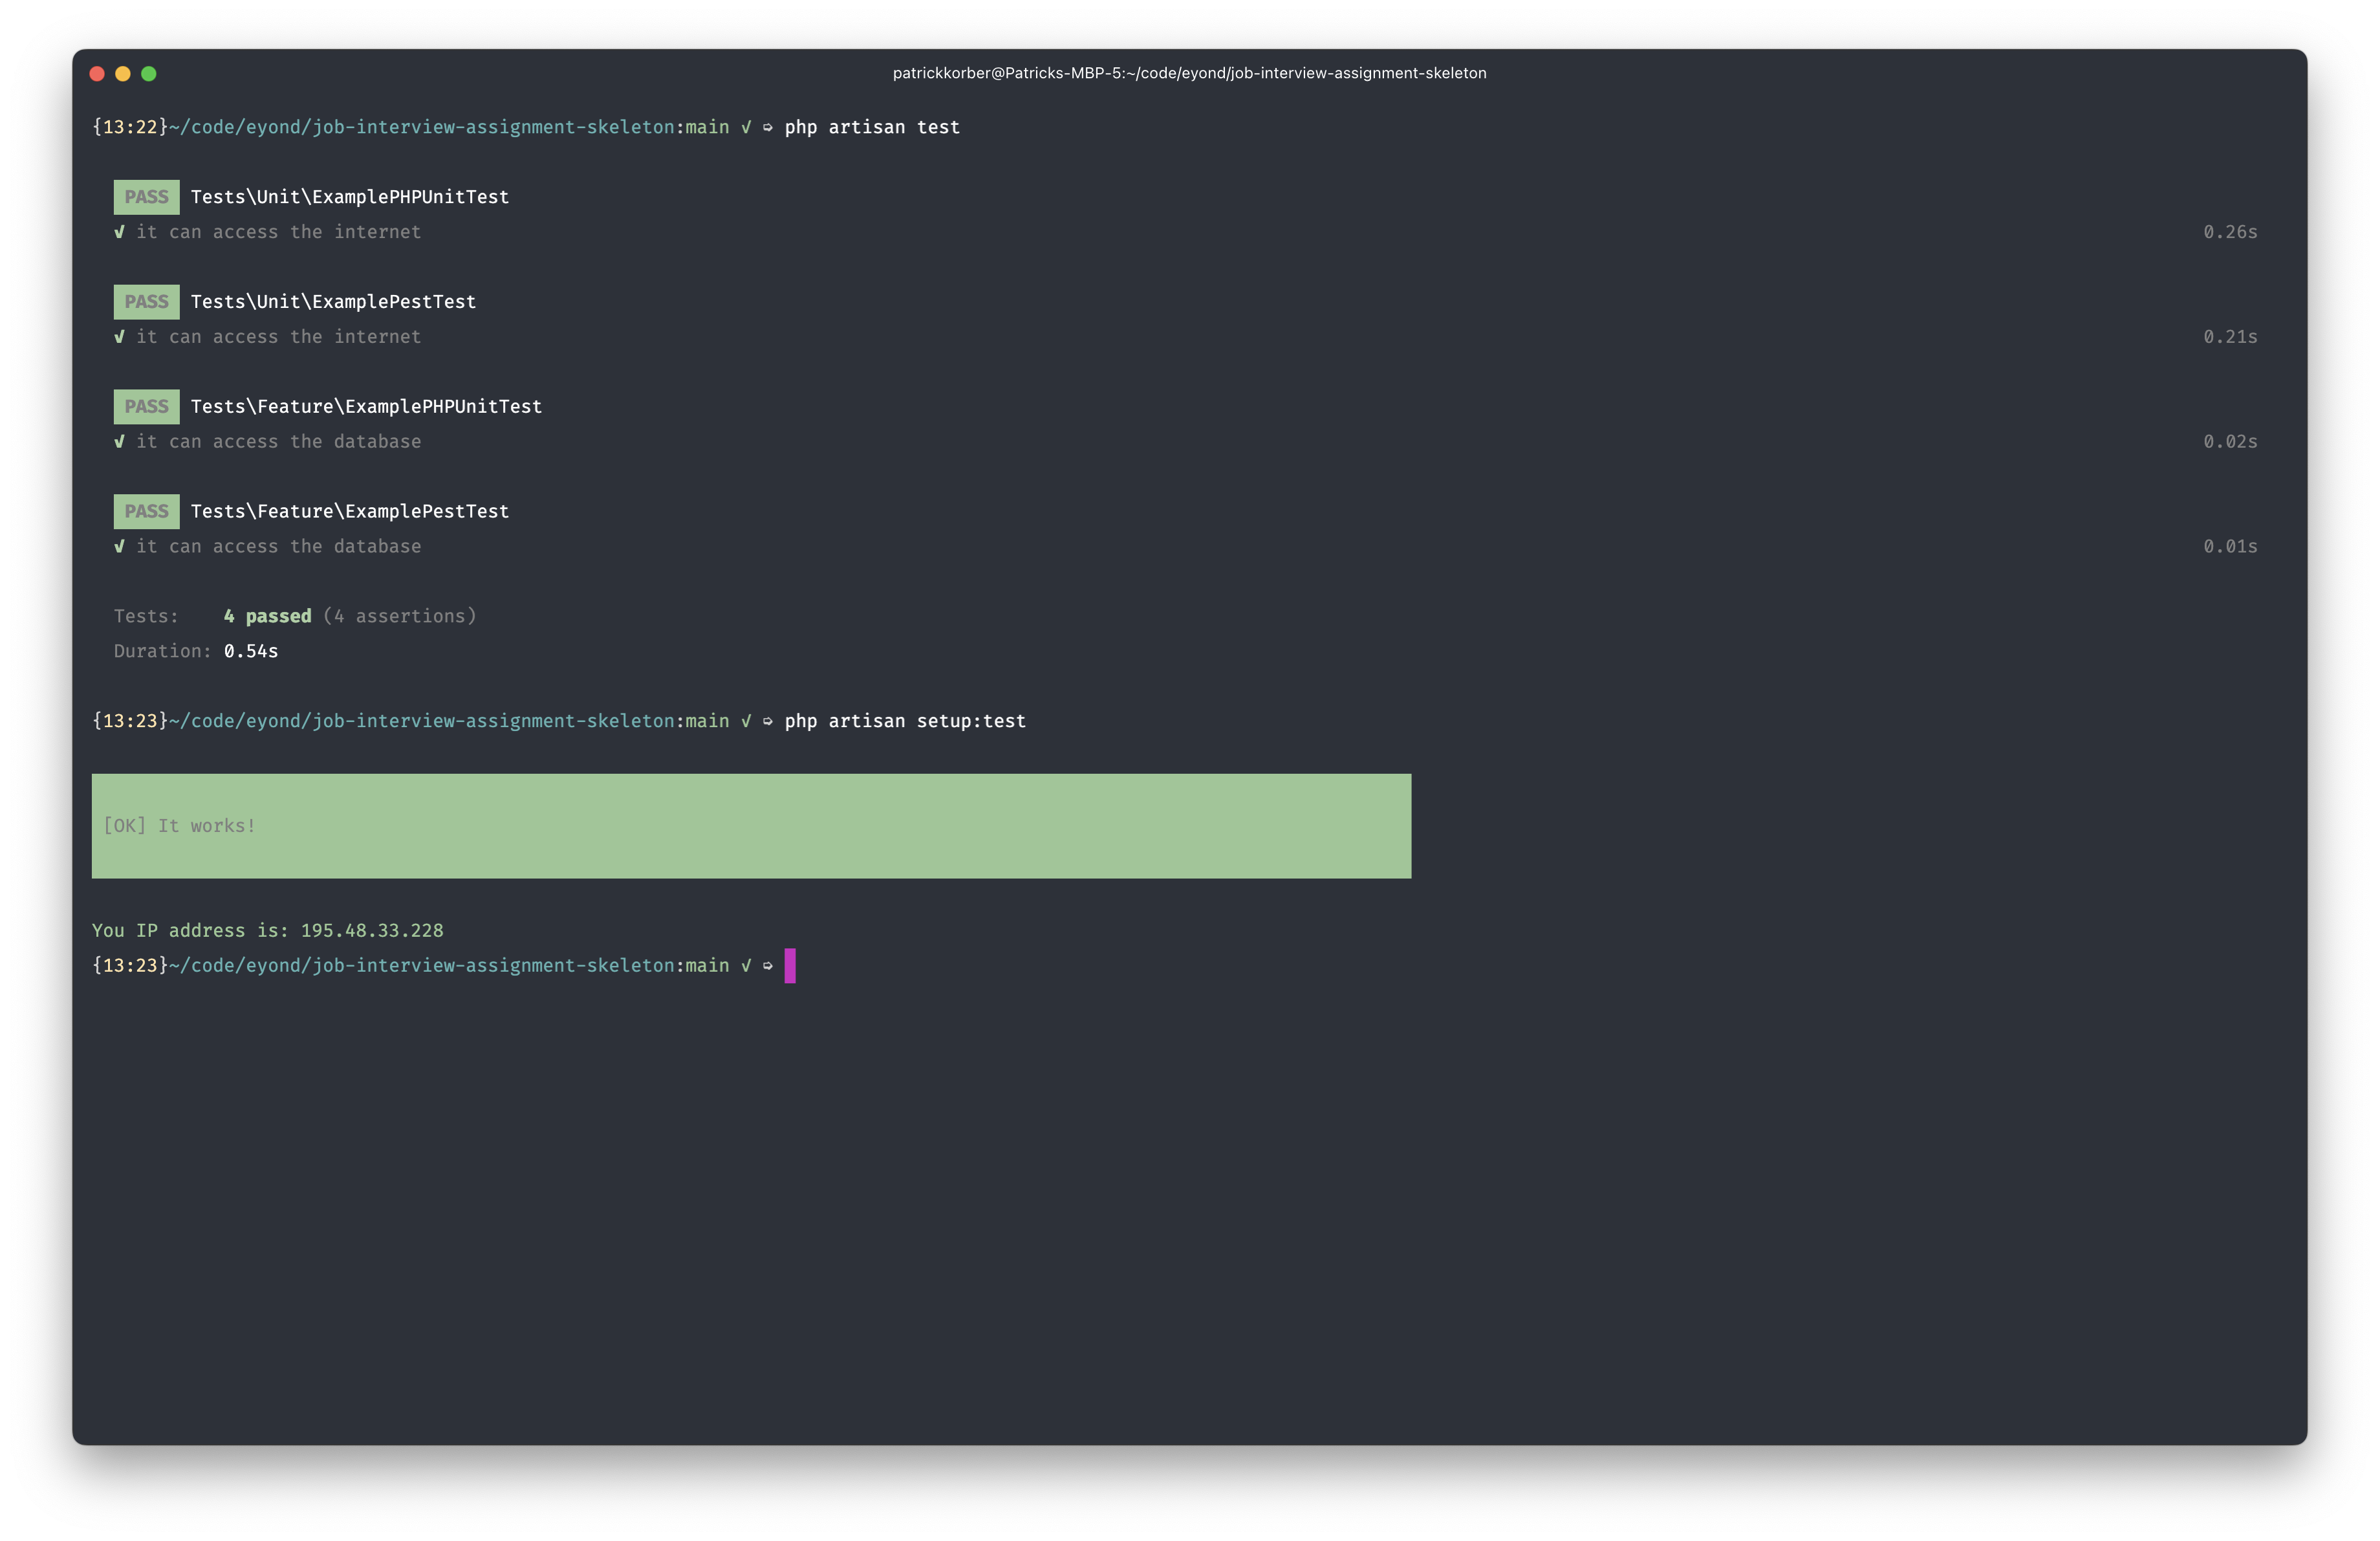 patrickkorber@Patricks-MBP-5:~/code/eyond/job-interview-assignment-skeleton
{13:22}~/code/eyond/job-interview-assignment-skeleton:main √ ➭ php artisan test
PASS Tests\Unit\ExamplePHPUnitTest
✓ it can access the internet 0.26s
PASS Tests\Unit\ExamplePestTest
✓ it can access the internet 0.21s
PASS Tests\Feature\ExamplePHPUnitTest
✓ it can access the database 0.02s
PASS Tests\Feature\ExamplePestTest
✓ it can access the database 0.01s
Tests: 4 passed (4 assertions)
Duration: 0.54s
{13:23}~/code/eyond/job-interview-assignment-skeleton:main √ ➭ php artisan setup:test
[OK] It works!
You IP address is: 195.48.33.228
{13:23}~/code/eyond/job-interview-assignment-skeleton:main √ ➭